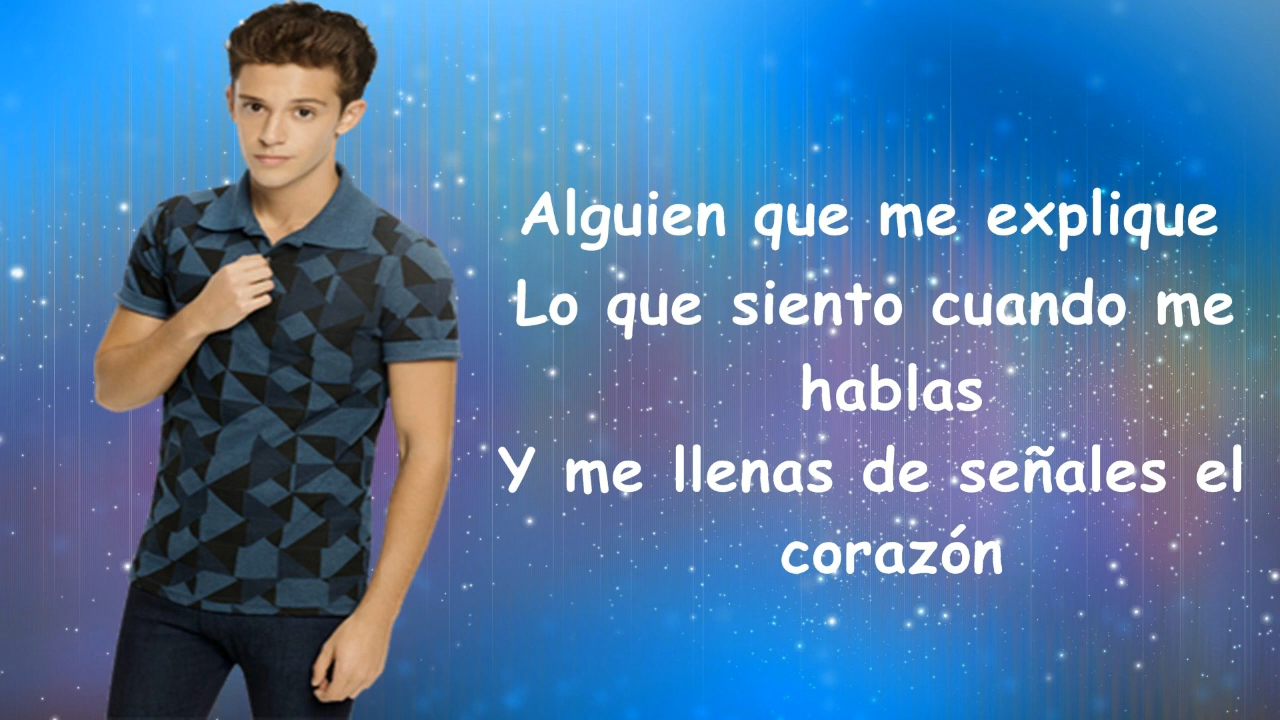 Alguien que me explique
Lo que siento cuando me
hablas
Y me llenas de señales el
corazón